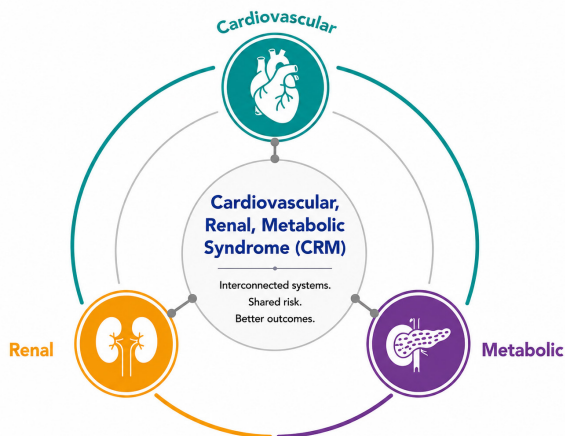 Cardiovascular
Cardiovascular,
Renal, Metabolic
Syndrome (CRM)
Interconnected systems.
Shared risk.
Better outcomes.
Renal
Metabolic